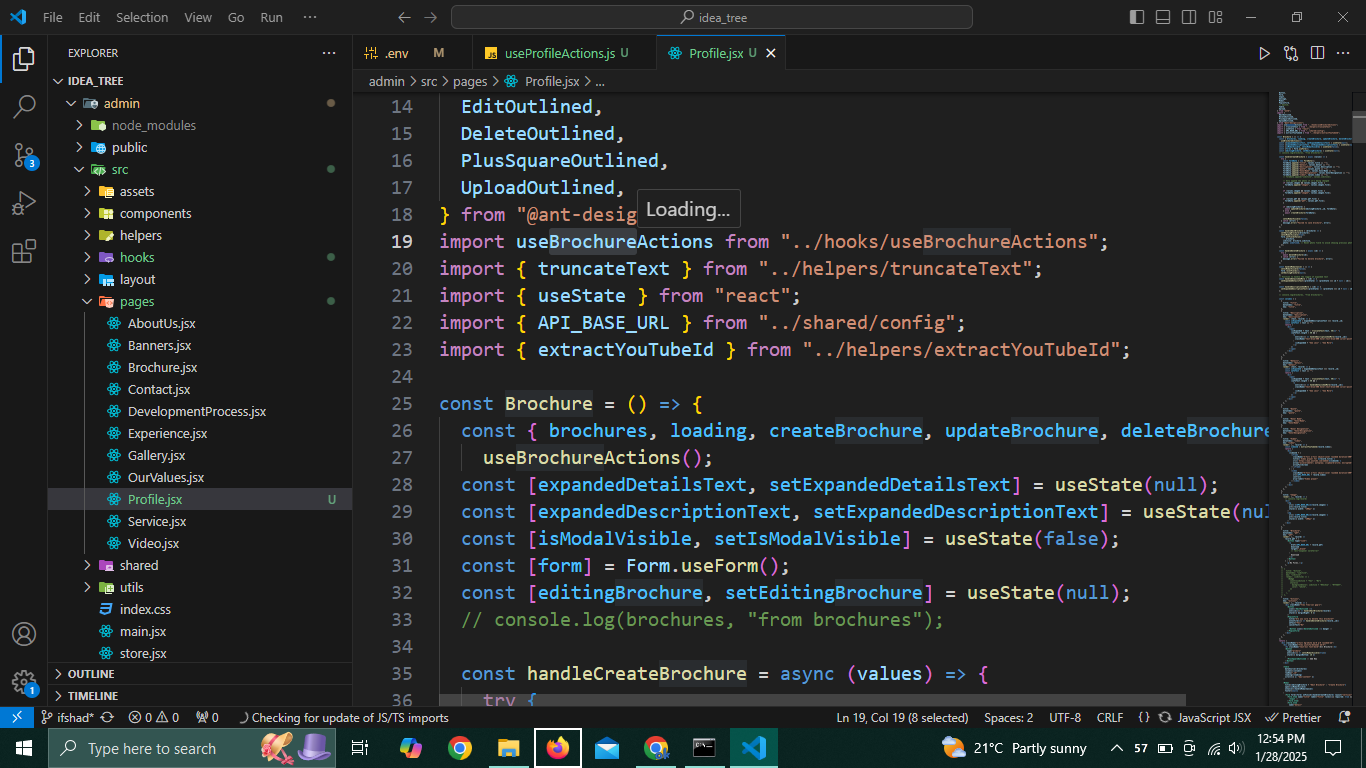 File Edit Selection View Go Run ··· idea_tree
EXPLORER ···
IDEA_TREE
admin
node_modules
public
src
assets
components
helpers
hooks
layout
pages
AboutUs.jsx
Banners.jsx
Brochure.jsx
Contact.jsx
DevelopmentProcess.jsx
Experience.jsx
Gallery.jsx
OurValues.jsx
Profile.jsx U
Service.jsx
Video.jsx
shared
utils
index.css
main.jsx
store.jsx
OUTLINE
TIMELINE
3
1
.env M JS useProfileActions.js U Profile.jsx U
admin > src > pages > Profile.jsx > ...
14 EditOutlined,
15 DeleteOutlined,
16 PlusSquareOutlined,
17 UploadOutlined,
18 } from "@ant-desig
Loading...
19 import useBrochureActions from "../hooks/useBrochureActions";
20 import { truncateText } from "../helpers/truncateText";
21 import { useState } from "react";
22 import { API_BASE_URL } from "../shared/config";
23 import { extractYouTubeId } from "../helpers/extractYouTubeId";
24
25 const Brochure = () => {
26 const { brochures, loading, createBrochure, updateBrochure, deleteBrochure
27 useBrochureActions();
28 const [expandedDetailsText, setExpandedDetailsText] = useState(null);
29 const [expandedDescriptionText, setExpandedDescriptionText] = useState(nul
30 const [isModalVisible, setIsModalVisible] = useState(false);
31 const [form] = Form.useForm();
32 const [editingBrochure, setEditingBrochure] = useState(null);
33 // console.log(brochures, "from brochures");
34
35 const handleCreateBrochure = async (values) => {
36 try {
ifshad* 0 0 0 Checking for update of JS/TS imports Ln 19, Col 19 (8 selected) Spaces: 2 UTF-8 CRLF {} JavaScript JSX Prettier
Type here to search 21°C Partly sunny 57 12:54 PM
1/28/2025